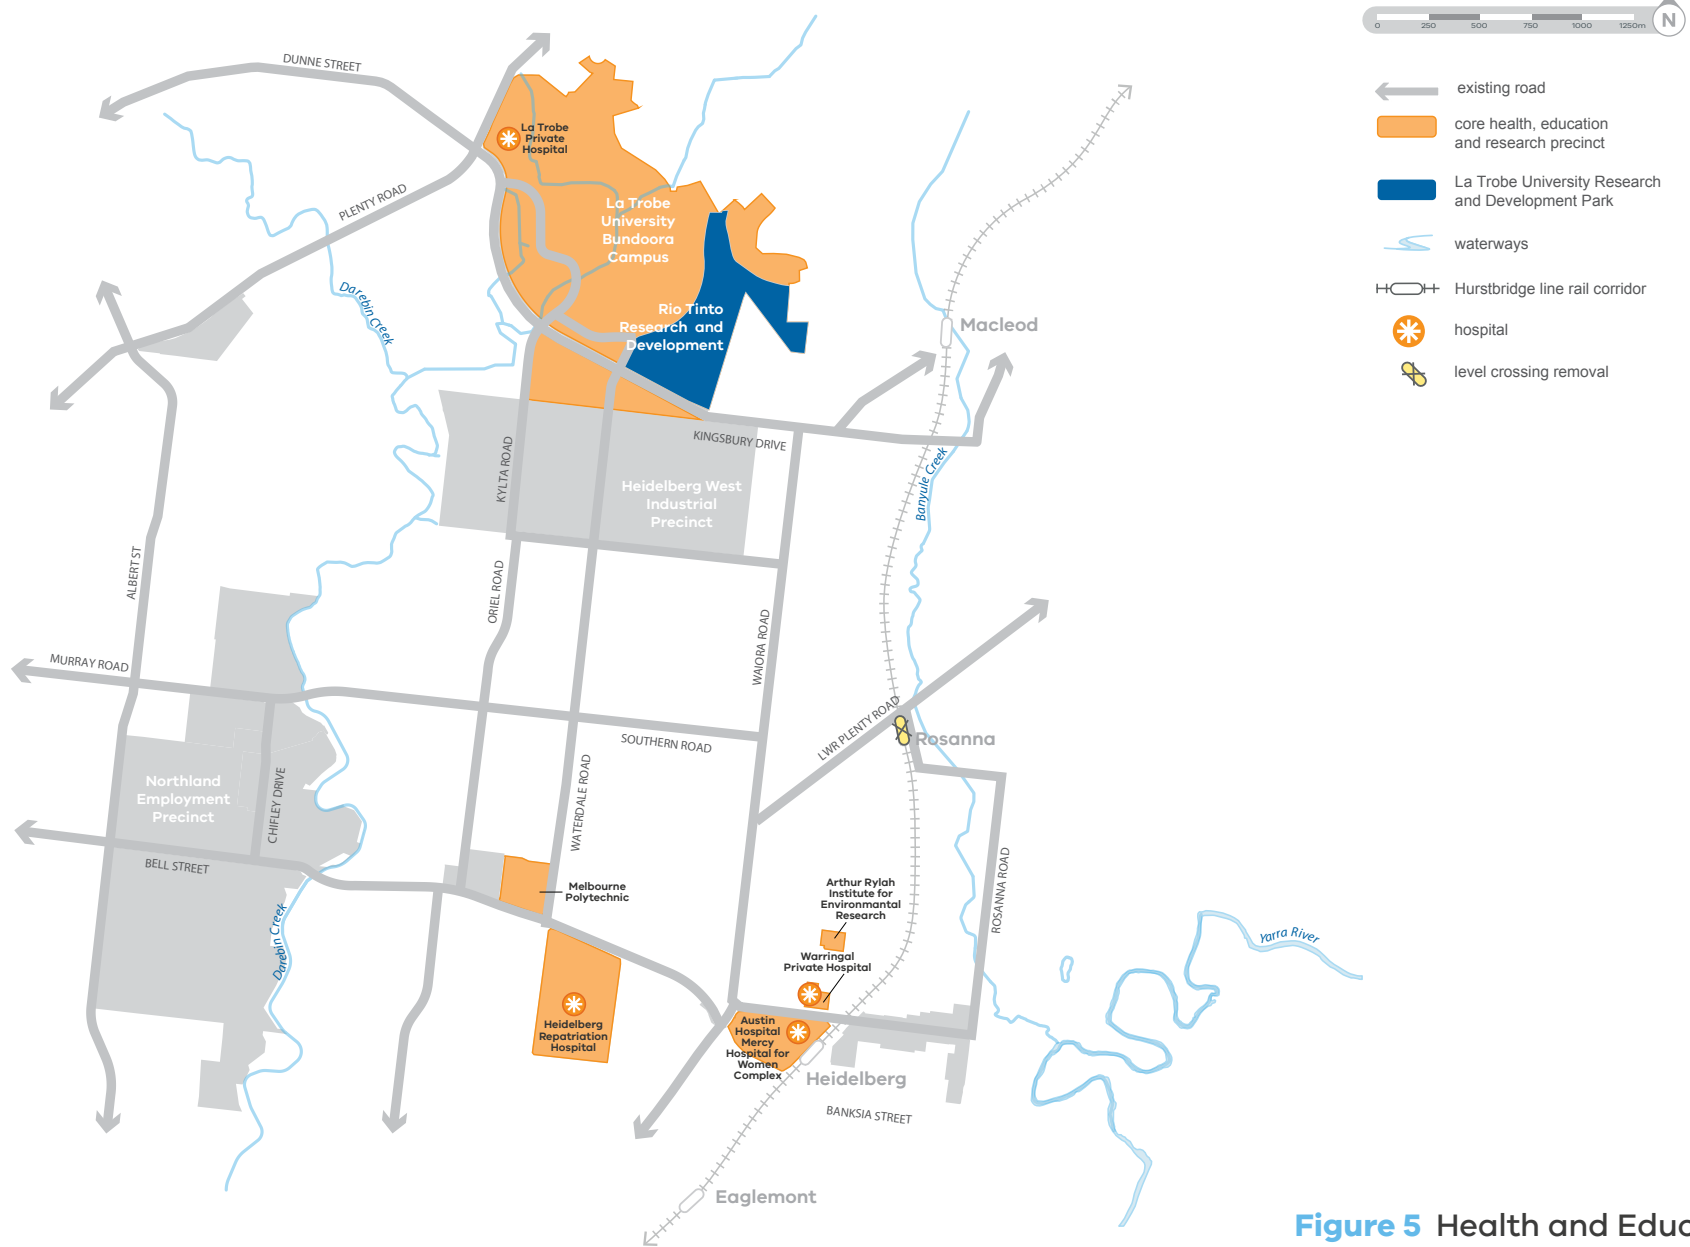 0 250 500 750 1000 1250m
N
existing road
core health, education
and research precinct
La Trobe University Research
and Development Park
waterways
Hurstbridge line rail corridor
hospital
level crossing removal
DUNNE STREET
La Trobe
Private
Hospital
PLENTY ROAD
La Trobe
University
Bundoora
Campus
Darebin Creek
Rio Tinto
Research and
Development
Macleod
KINGSBURY DRIVE
KYLTA ROAD
Banyule Creek
Heidelberg West
Industrial
Precinct
ALBERT ST
ORIEL ROAD
WAIORA ROAD
MURRAY ROAD
SOUTHERN ROAD
LWR PLENTY ROAD
Rosanna
Northland
Employment
Precinct
CHIFLEY DRIVE
WATERDALE ROAD
BELL STREET
Melbourne
Polytechnic
Arthur Rylah
Institute for
Environmantal
Research
ROSANNA ROAD
Darebin Creek
Yarra River
Warringal
Private Hospital
Heidelberg
Repatriation
Hospital
Austin
Hospital
Mercy
Hospital for
Women
Complex
Heidelberg
BANKSIA STREET
Eaglemont
Figure 5 Health and Educ